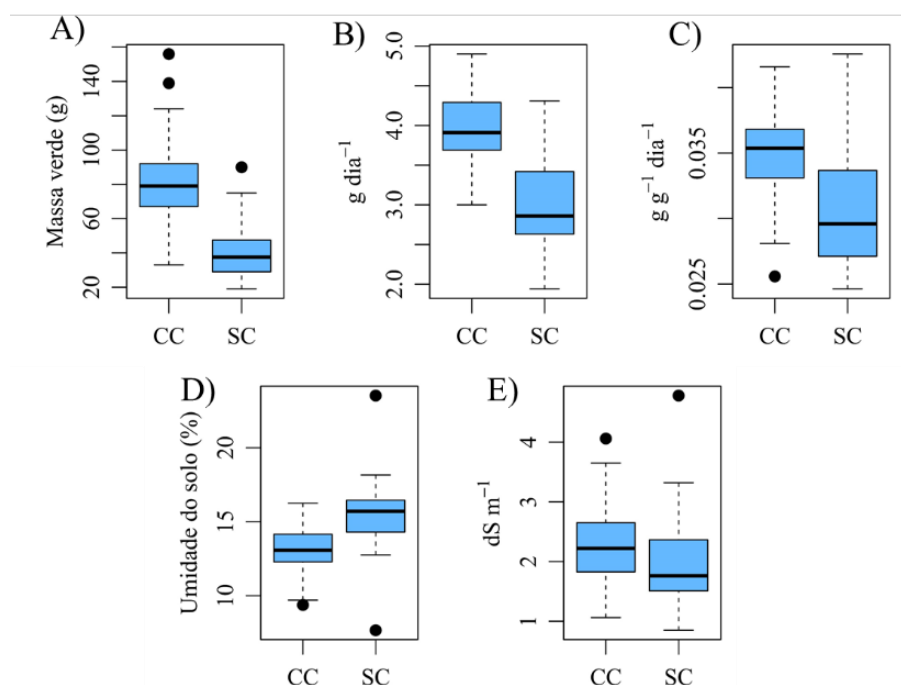 A)
Massa verde (g)
140
100
60
20
CC SC
B)
g dia⁻¹
5.0
4.0
3.0
2.0
CC SC
C)
g g⁻¹ dia⁻¹
0.035
0.025
CC SC
D)
Umidade do solo (%)
20
15
10
CC SC
E)
dS m⁻¹
4
3
2
1
CC SC